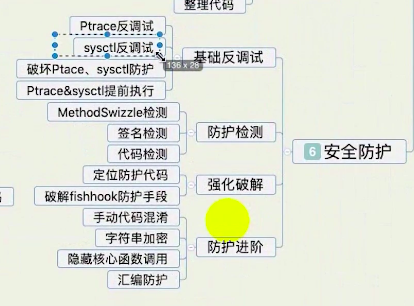 整理代码
Ptrace反调试
sysctl反调试
136 x 28
破坏Ptace、sysctl防护
Ptrace&sysctl提前执行
基础反调试
MethodSwizzle检测
签名检测
代码检测
防护检测
6 安全防护
定位防护代码
破解fishhook防护手段
强化破解
手动代码混淆
字符串加密
隐藏核心函数调用
汇编防护
防护进阶